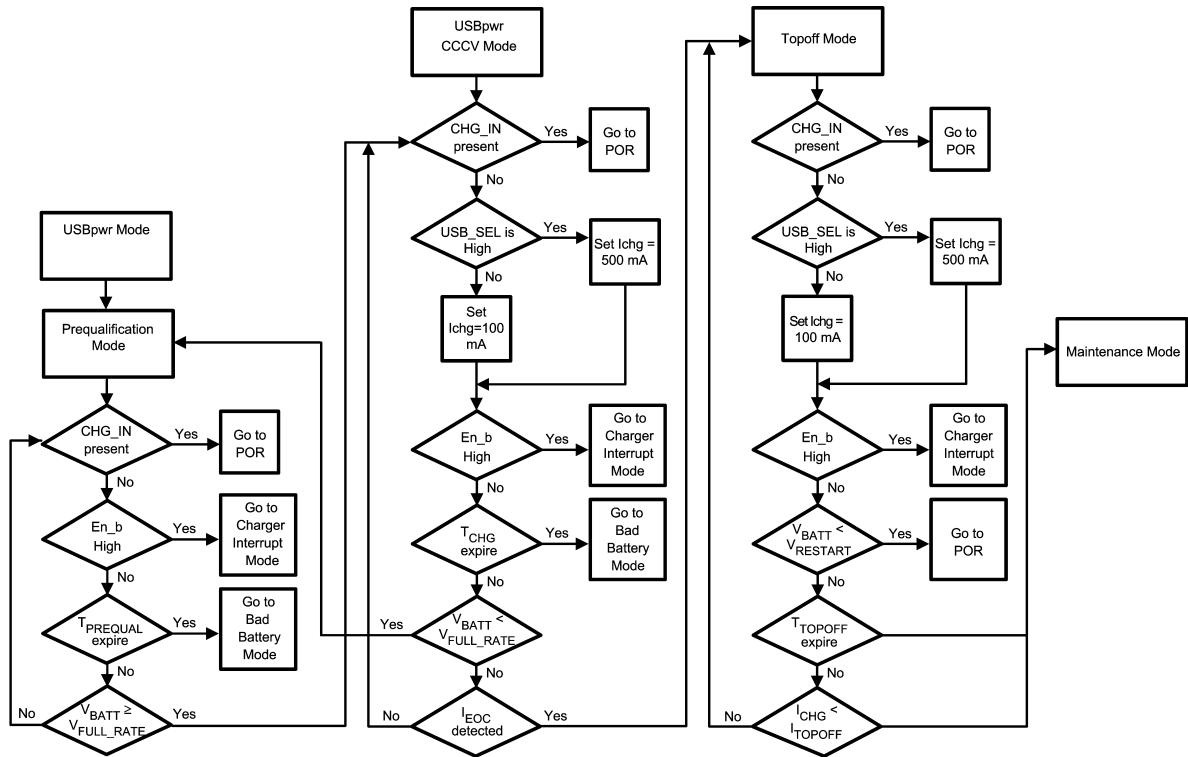 USBpwr Mode
Prequalification
Mode
CHG_IN
present
Yes
Go to
POR
No
En_b
High
Yes
Go to
Charger
Interrupt
Mode
No
TPREQUAL
expire
Yes
Go to
Bad
Battery
Mode
No
VBATT ≥
VFULL_RATE
No
Yes
USBpwr
CCCV Mode
CHG_IN
present
Yes
Go to
POR
No
USB_SEL is
High
Yes
Set Ichg =
500 mA
No
Set
Ichg=100
mA
En_b
High
Yes
Go to
Charger
Interrupt
Mode
No
TCHG
expire
Yes
Go to
Bad
Battery
Mode
No
VBATT <
VFULL_RATE
Yes
No
IEOC
detected
No
Yes
Topoff Mode
CHG_IN
present
Yes
Go to
POR
No
USB_SEL is
High
Yes
Set Ichg =
500 mA
No
Set Ichg =
100 mA
En_b
High
Yes
Go to
Charger
Interrupt
Mode
No
VBATT <
VRESTART
Yes
Go to
POR
No
TTOPOFF
expire
No
ICHG <
ITOPOFF
No
Maintenance Mode